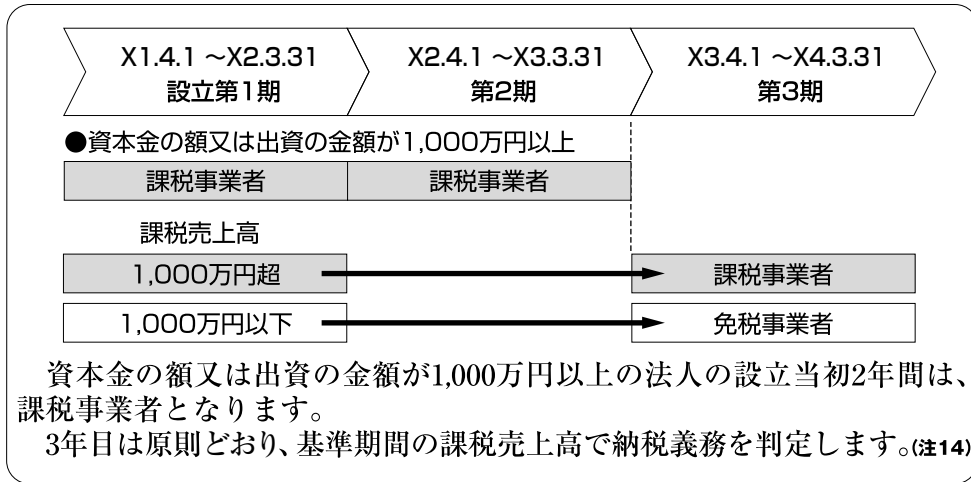 X1.4.1 ～X2.3.31 X2.4.1 ～X3.3.31 X3.4.1 ～X4.3.31
設立第1期 第2期 第3期
●資本金の額又は出資の金額が1,000万円以上
課税事業者 課税事業者
課税売上高
1,000万円超 課税事業者
1,000万円以下 免税事業者
資本金の額又は出資の金額が1,000万円以上の法人の設立当初2年間は、
課税事業者となります。
3年目は原則どおり、基準期間の課税売上高で納税義務を判定します。(注14)